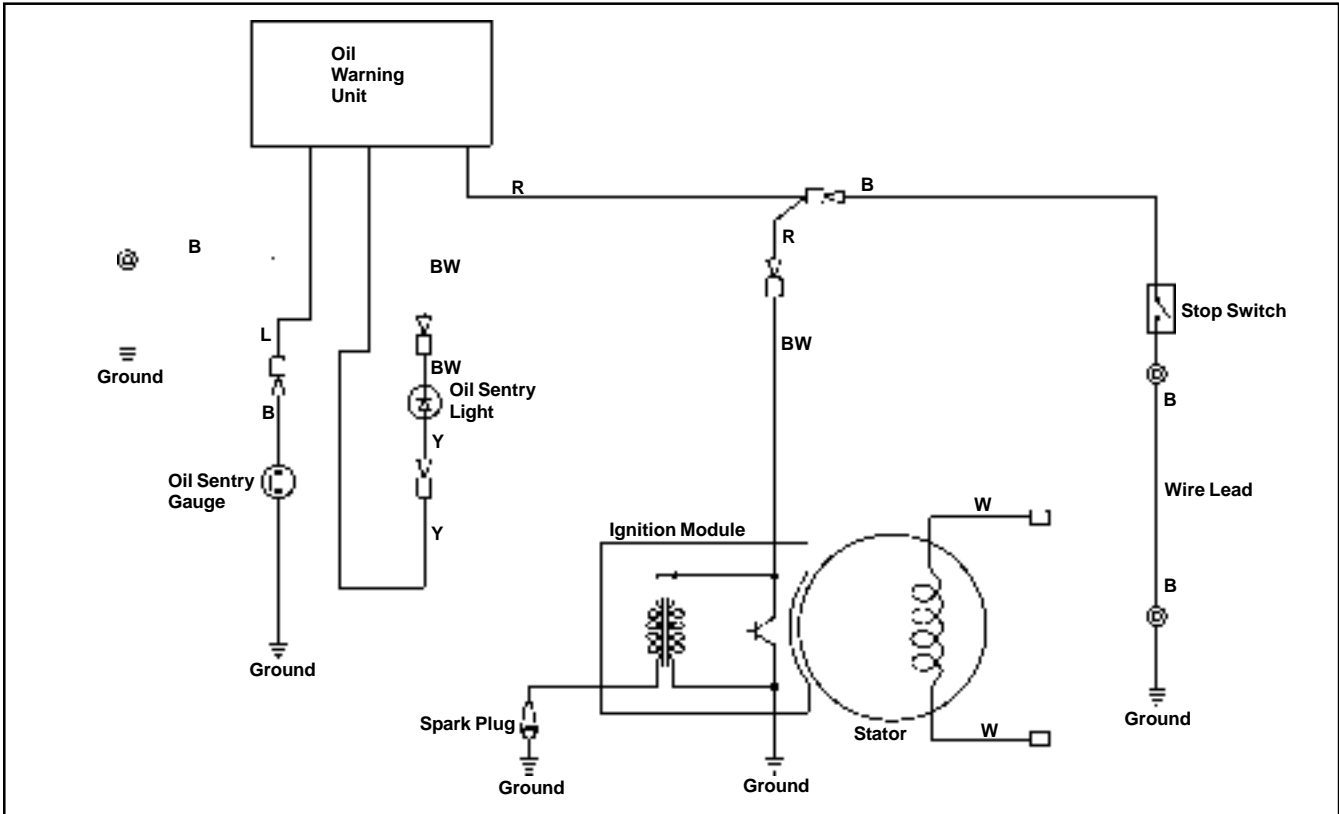 Oil
Warning
Unit
R
B
B
R
BW
L
Stop Switch
BW
Ground
BW
Oil Sentry
Light
B
B
Y
Oil Sentry
Gauge
Wire Lead
W
Y
Ignition Module
B
Ground
Ground
Spark Plug
Stator
W
Ground
Ground